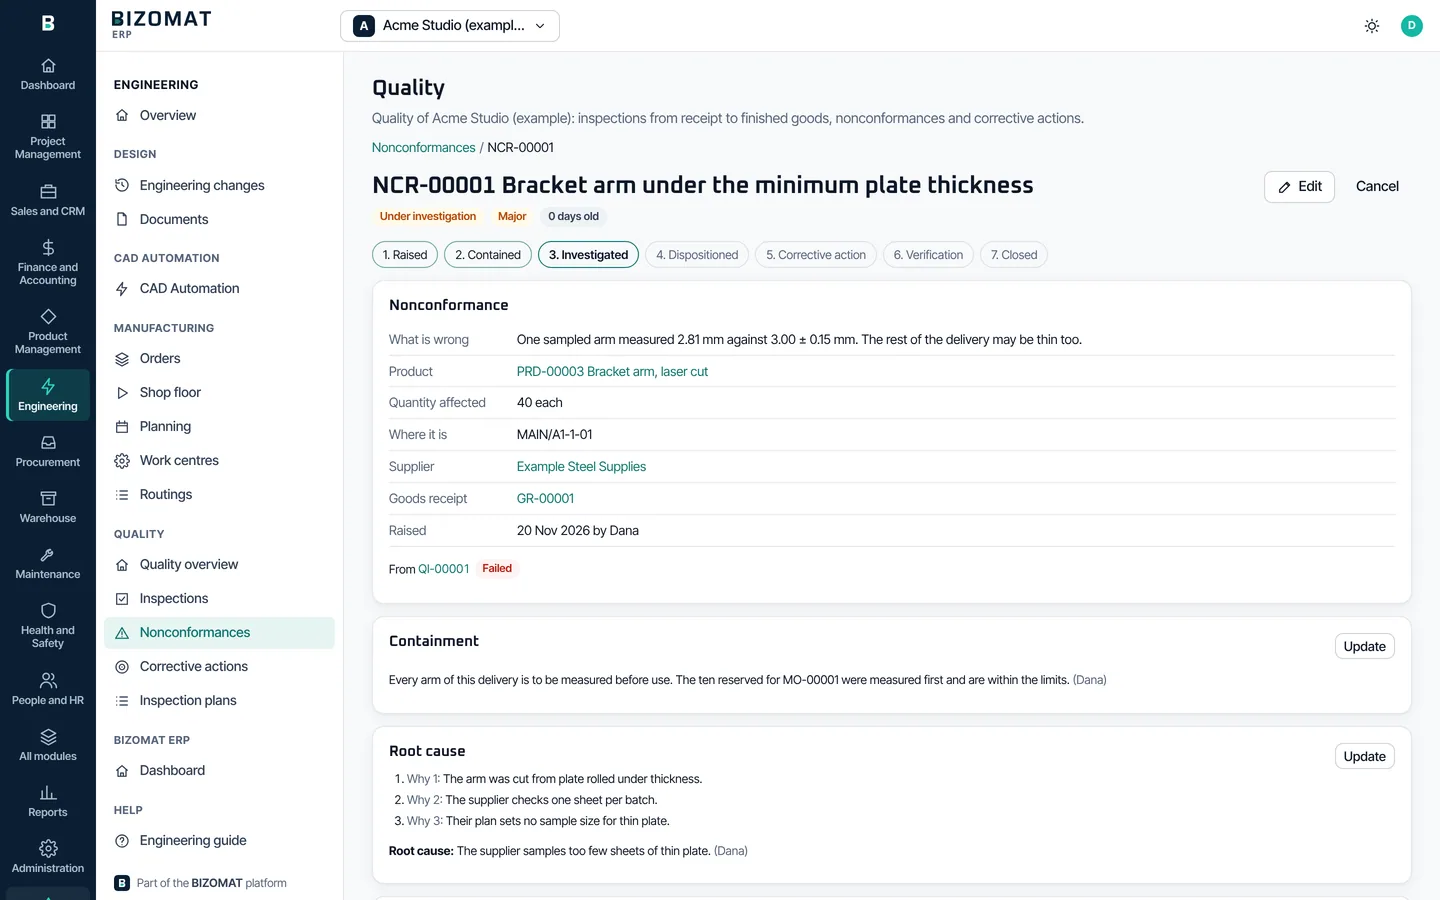 B
Dashboard
Project
Management
Sales and CRM
Finance and
Accounting
Product
Management
Engineering
Procurement
Warehouse
Maintenance
Health and
Safety
People and HR
All modules
Reports
Administration
BIZOMAT
ERP
A Acme Studio (exampl...
D
ENGINEERING
Overview
DESIGN
Engineering changes
Documents
CAD AUTOMATION
CAD Automation
MANUFACTURING
Orders
Shop floor
Planning
Work centres
Routings
QUALITY
Quality overview
Inspections
Nonconformances
Corrective actions
Inspection plans
BIZOMAT ERP
Dashboard
HELP
Engineering guide
B Part of the BIZOMAT platform
Quality
Quality of Acme Studio (example): inspections from receipt to finished goods, nonconformances and corrective actions.
Nonconformances / NCR-00001
NCR-00001 Bracket arm under the minimum plate thickness
Edit Cancel
Under investigation Major 0 days old
1. Raised 2. Contained 3. Investigated 4. Dispositioned 5. Corrective action 6. Verification 7. Closed
Nonconformance
What is wrong One sampled arm measured 2.81 mm against 3.00 ± 0.15 mm. The rest of the delivery may be thin too.
Product PRD-00003 Bracket arm, laser cut
Quantity affected 40 each
Where it is MAIN/A1-1-01
Supplier Example Steel Supplies
Goods receipt GR-00001
Raised 20 Nov 2026 by Dana
From QI-00001 Failed
Containment
Update
Every arm of this delivery is to be measured before use. The ten reserved for MO-00001 were measured first and are within the limits. (Dana)
Root cause
Update
1. Why 1: The arm was cut from plate rolled under thickness.
2. Why 2: The supplier checks one sheet per batch.
3. Why 3: Their plan sets no sample size for thin plate.
Root cause: The supplier samples too few sheets of thin plate. (Dana)